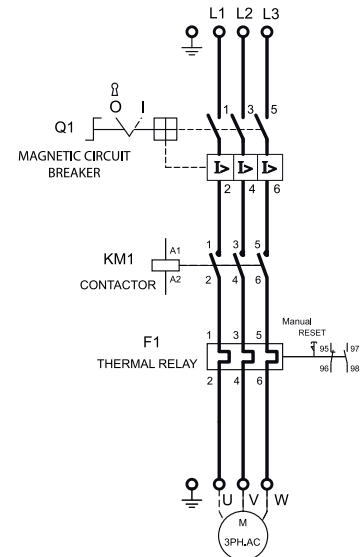 L1 L2 L3
O I
Q1
1 3 5
MAGNETIC CIRCUIT
BREAKER
I> I> I>
2 4 6
KM1
A1
1 3 5
CONTACTOR
A2
2 4 6
F1
1 3 5
Manual
RESET
THERMAL RELAY
95 97
96 98
2 4 6
U V W
M
3PH.AC